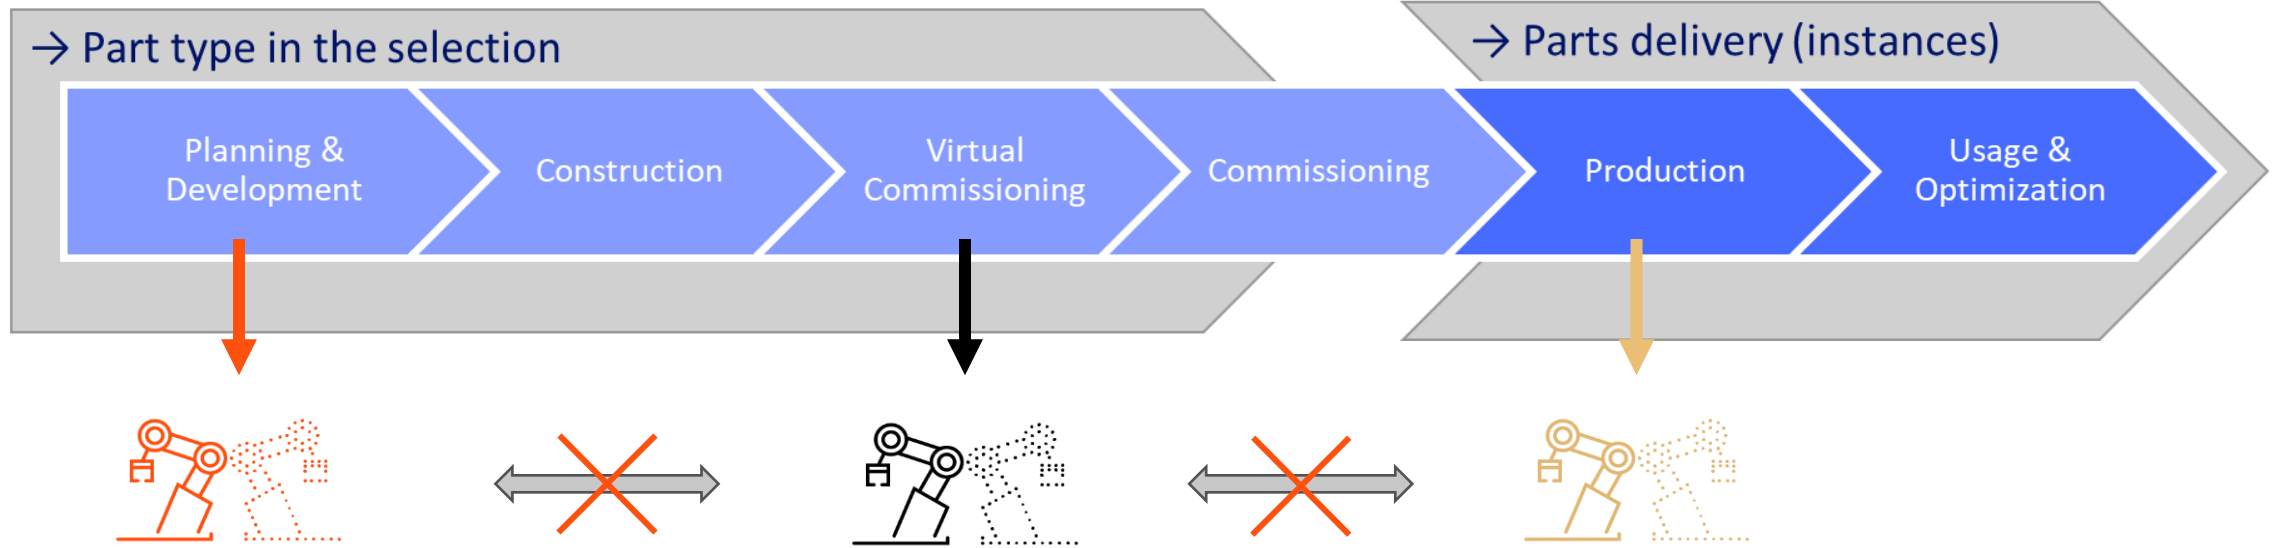 → Part type in the selection
→ Parts delivery (instances)
Planning &
Development
Construction
Virtual
Commissioning
Commissioning
Production
Usage &
Optimization